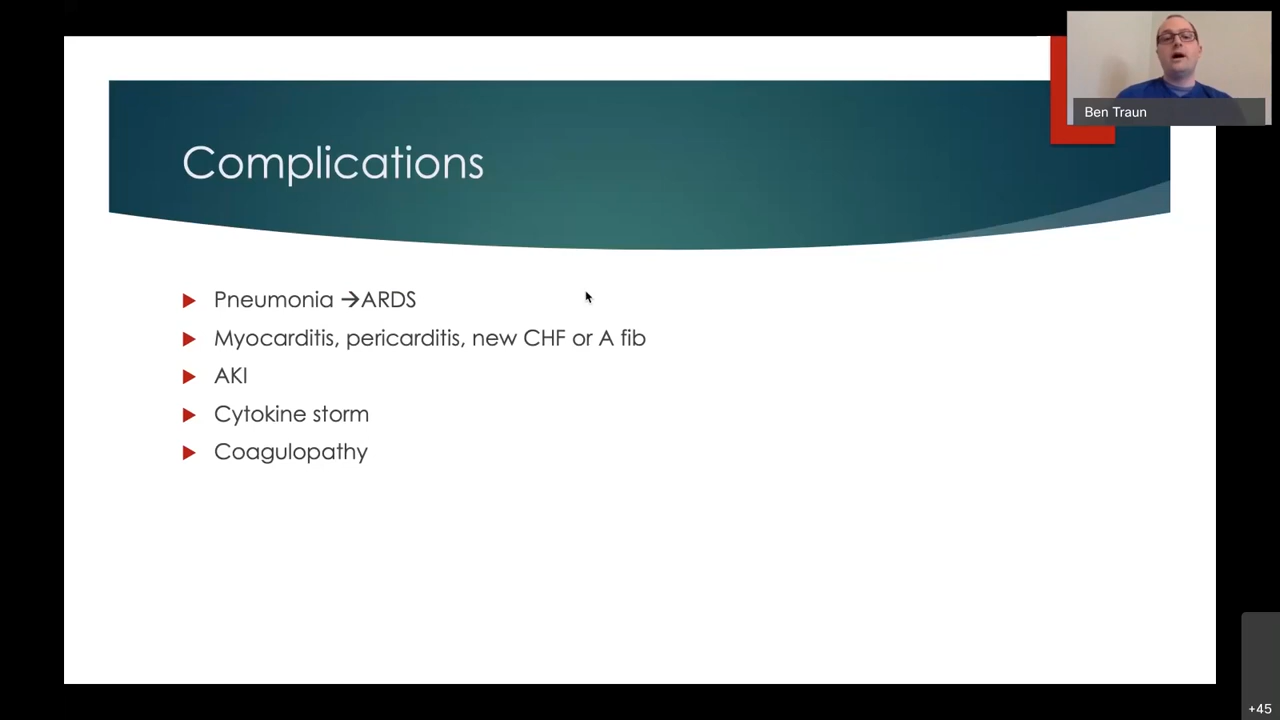 Ben Traun
Complications
Pneumonia →ARDS
Myocarditis, pericarditis, new CHF or A fib
AKI
Cytokine storm
Coagulopathy
+45